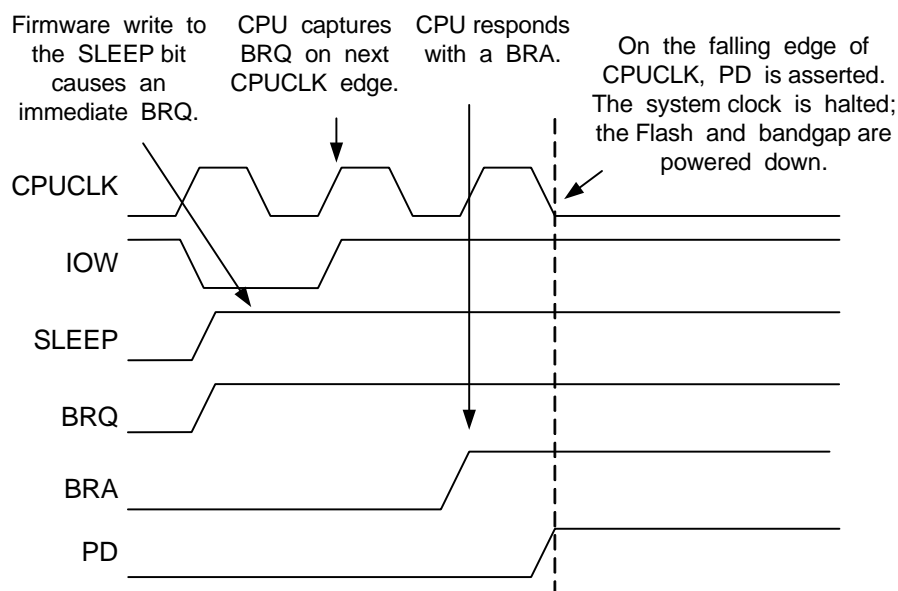 Firmware write to
the SLEEP bit
causes an
immediate BRQ.
CPU captures
BRQ on next
CPUCLK edge.
CPU responds
with a BRA.
On the falling edge of
CPUCLK, PD is asserted.
The system clock is halted;
the Flash and bandgap are
powered down.
CPUCLK
IOW
SLEEP
BRQ
BRA
PD